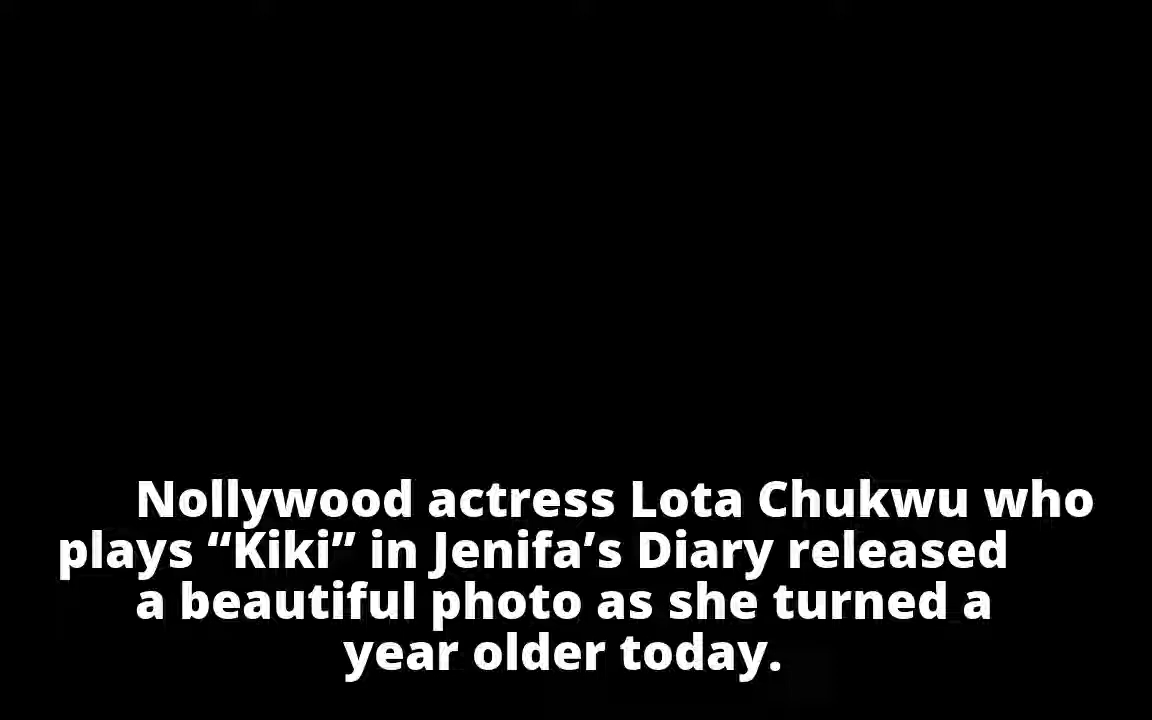 Nollywood actress Lota Chukwu who
plays “Kiki” in Jenifa’s Diary released
a beautiful photo as she turned a
year older today.